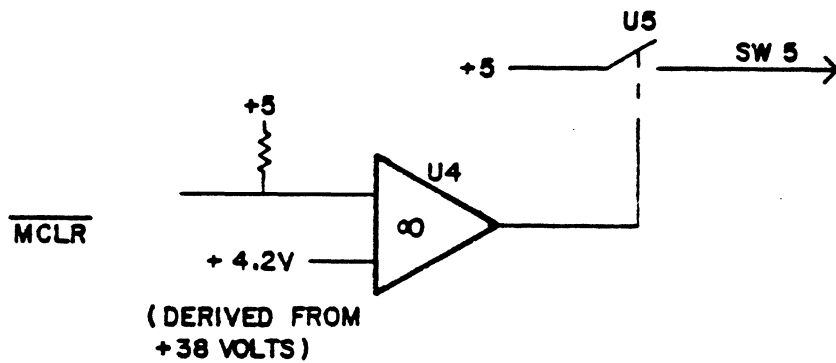 U5
+5
SW 5
+5
U4
∞
MCLR
+ 4.2V
(DERIVED FROM
+38 VOLTS)